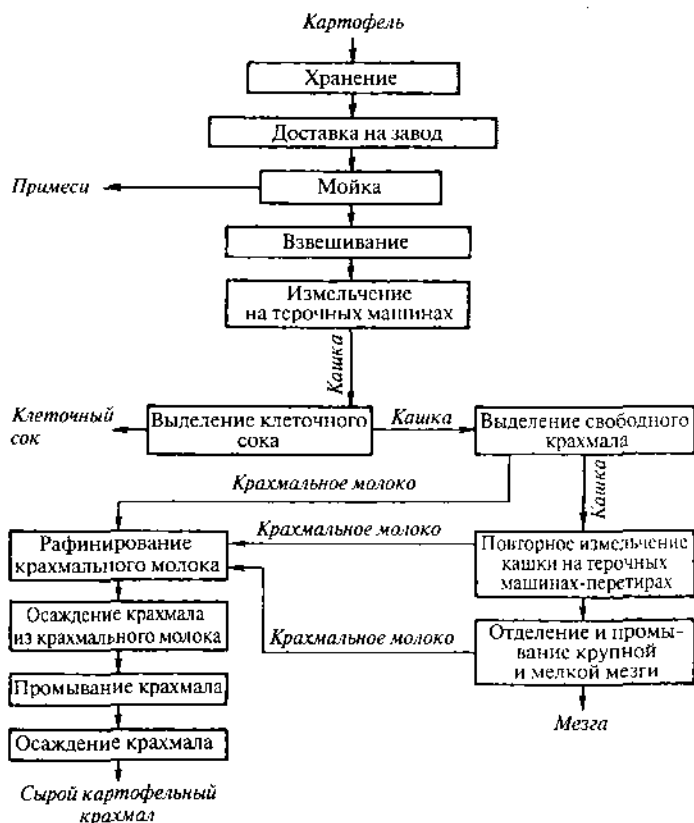 Картофель
Хранение
Доставка на завод
Примеси
Мойка
Взвешивание
Измельчение
на терочных машинах
Кашка
Клеточный
сок
Выделение клеточного
сока
Кашка
Выделение свободного
крахмала
Крахмальное молоко
Кашка
Рафинирование
крахмального молока
Крахмальное молоко
Повторное измельчение
кашки на терочных
машинах-перетирах
Осаждение крахмала
из крахмального молока
Крахмальное молоко
Отделение и промы-
вание крупной
и мелкой мезги
Промывание крахмала
Мезга
Осаждение крахмала
Сырой картофельный
крахмал